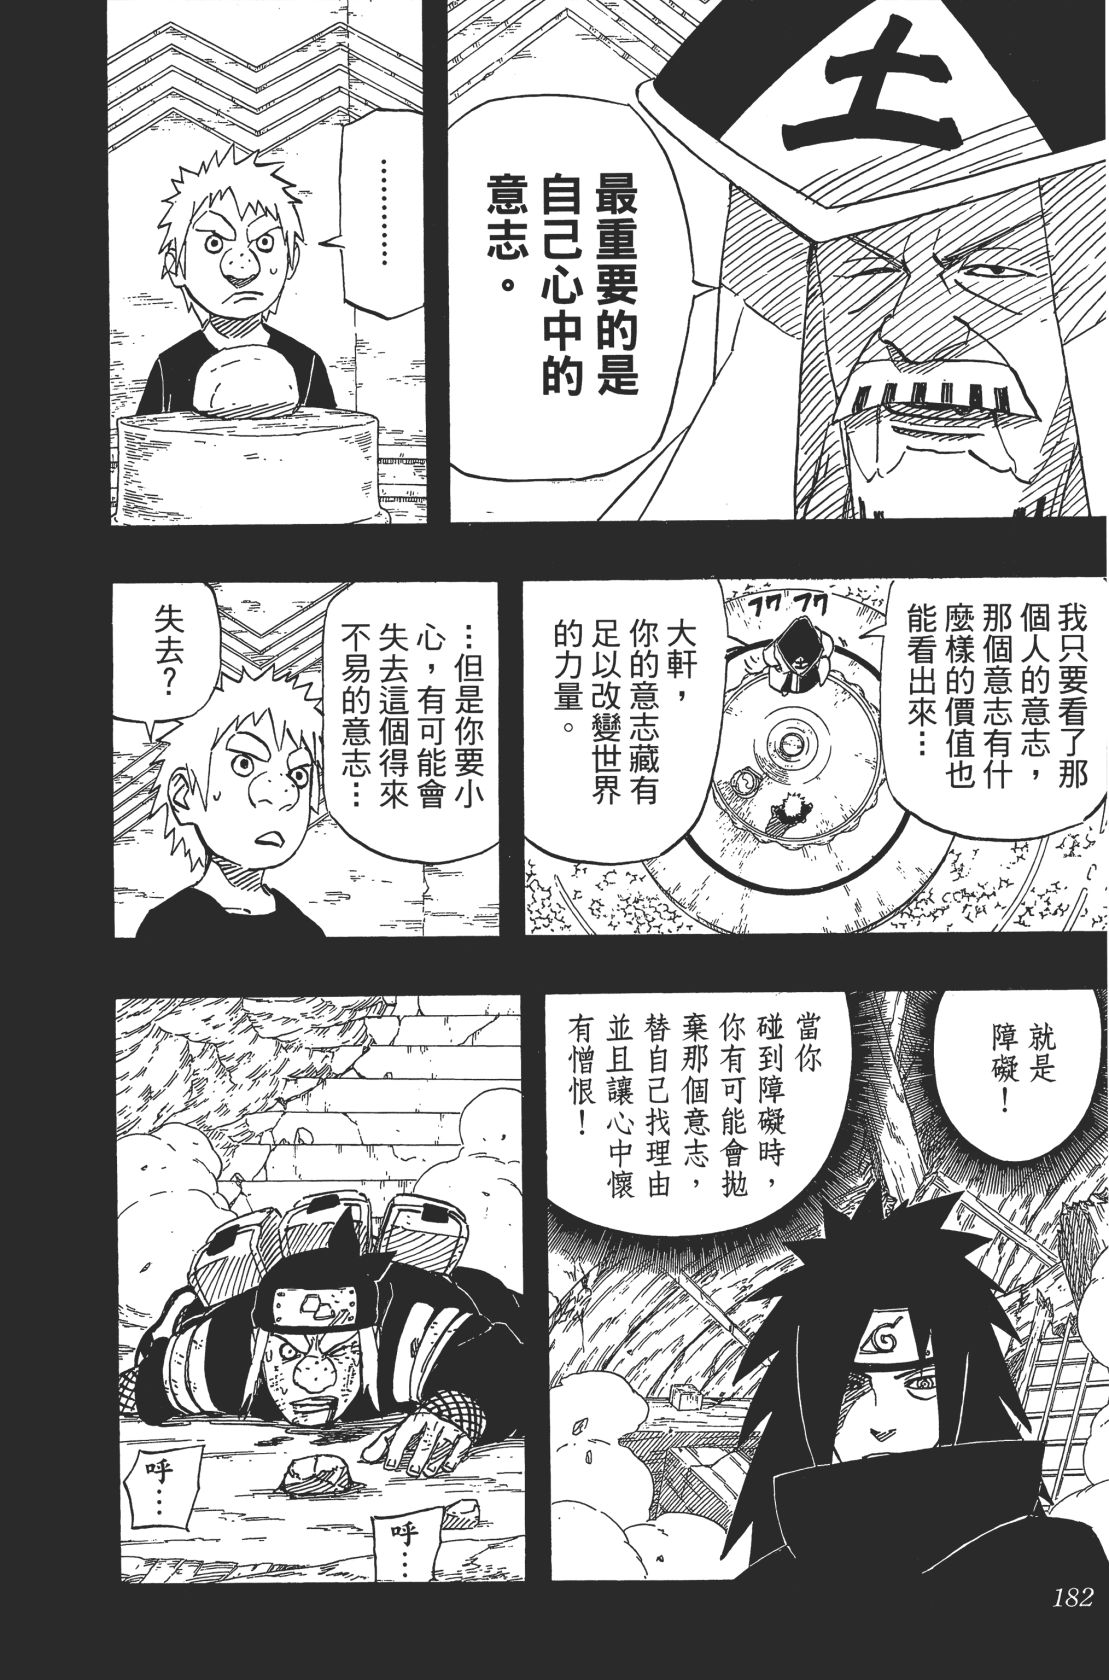 土
最重要的是
自己心中的
意志。
………
我只要看了那
個人的意志，
那個意志有什
麼樣的價值也
能看出來…
フワ フワ
大軒，
你的意志藏有
足以改變世界
的力量。
…但是你要小
心，有可能會
失去這個得來
不易的意志…
失去？
就是
障礙！
當你
碰到障礙時，
你有可能會拋
棄那個意志，
替自己找理由
並且讓心中懷
有憎恨！
呼…
呼…
182